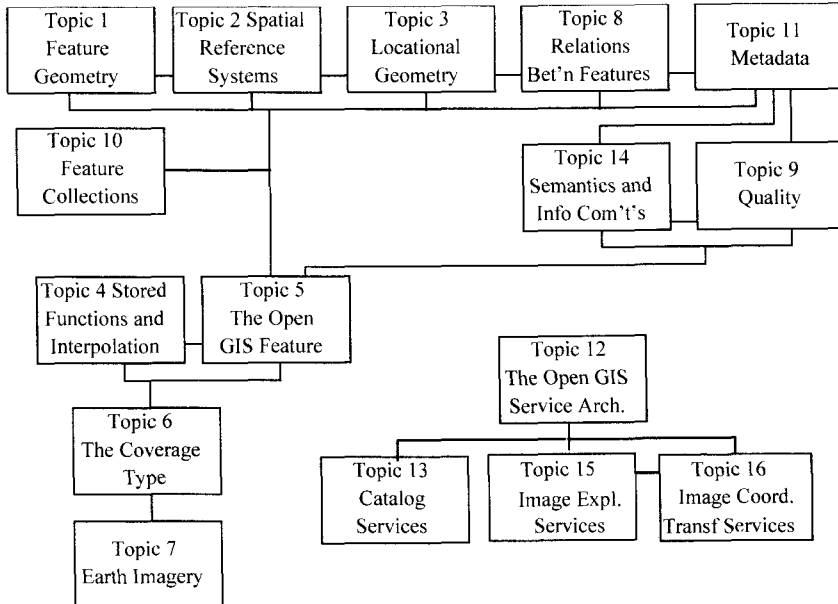 Topic 1
Feature
Geometry
Topic 2 Spatial
Reference
Systems
Topic 3
Locational
Geometry
Topic 8
Relations
Bet'n Features
Topic 11
Metadata
Topic 10
Feature
Collections
Topic 14
Semantics and
Info Com't's
Topic 9
Quality
Topic 4 Stored
Functions and
Interpolation
Topic 5
The Open
GIS Feature
Topic 12
The Open GIS
Service Arch.
Topic 6
The Coverage
Type
Topic 13
Catalog
Services
Topic 15
Image Expl.
Services
Topic 16
Image Coord.
Transf Services
Topic 7
Earth Imagery